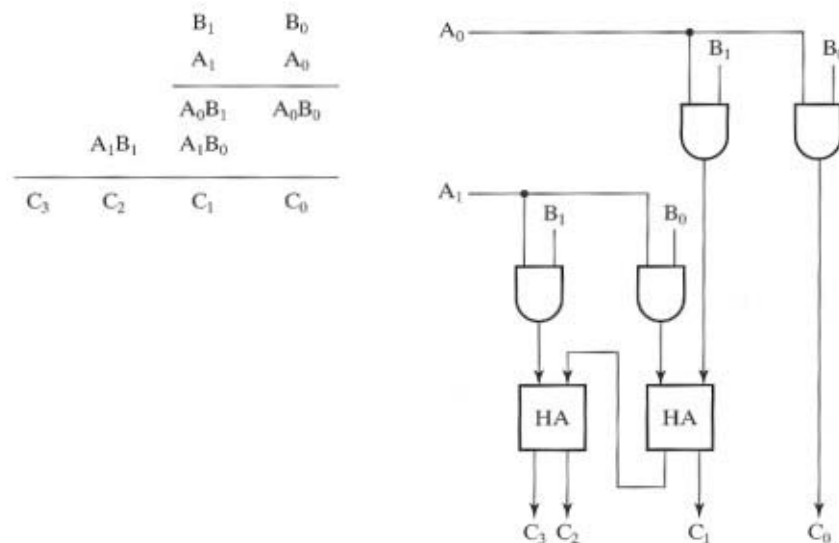 B₁ B₀
A₁ A₀
A₀B₁ A₀B₀
A₁B₁ A₁B₀
C₃ C₂ C₁ C₀
A₀
B₁
A₁
B₁ B₀
HA HA
C₃ C₂ C₁ C₀